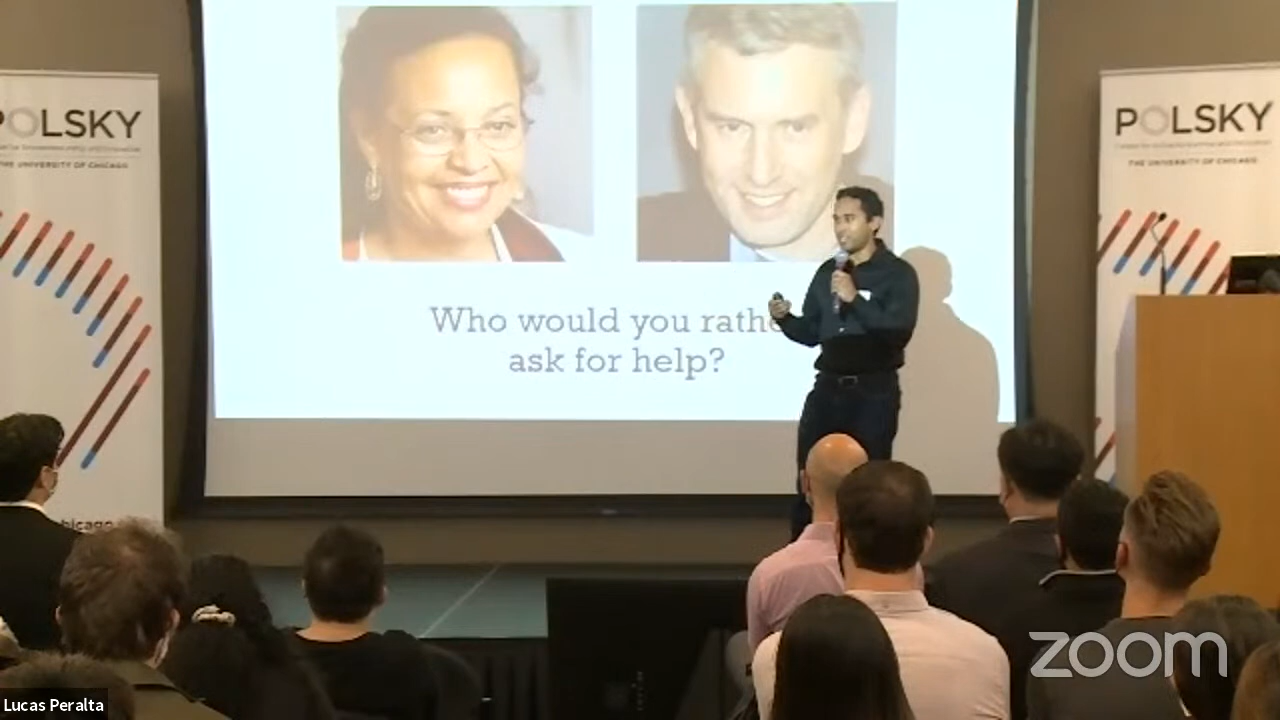 POLSKY
THE UNIVERSITY OF CHICAGO
POLSKY
THE UNIVERSITY OF CHICAGO
Who would you rathe
ask for help?
hicago
zoom
Lucas Peralta